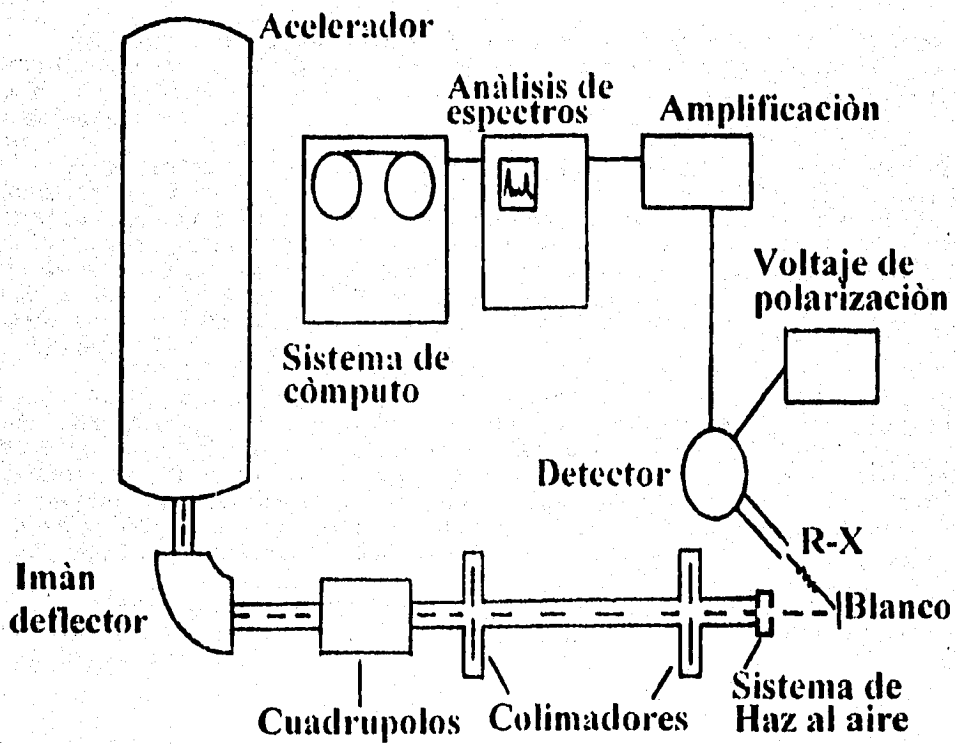 Acelerador
Anàlisis de
espectros
Amplificaciòn
Voltaje de
polarizaciòn
Sistema de
còmputo
Detector
R-X
Imàn
deflector
Blanco
Cuadrupolos
Colimadores
Sistema de
Haz al aire